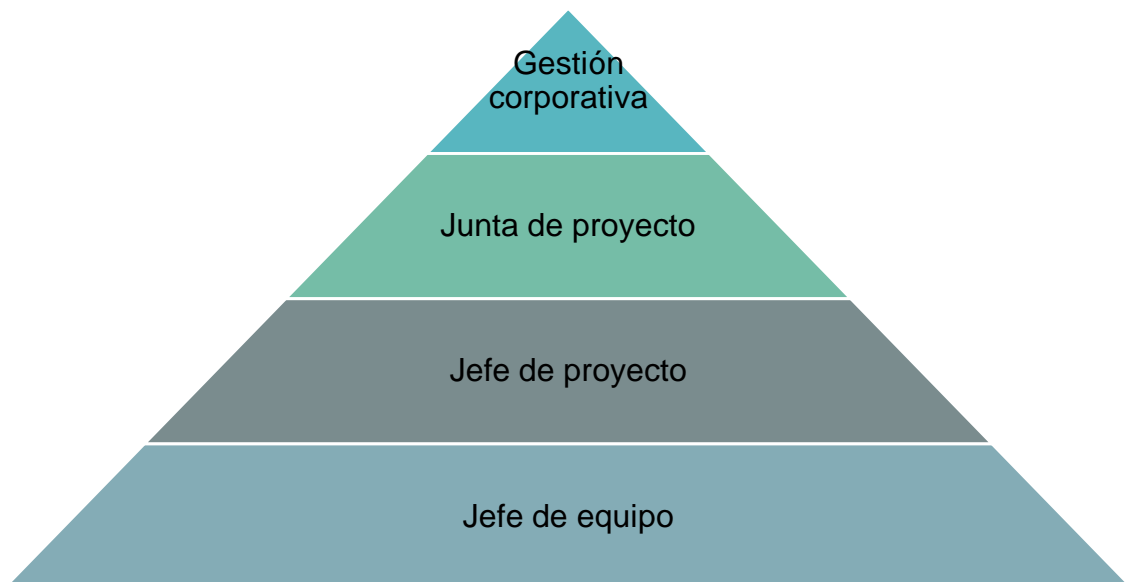 Gestión
corporativa
Junta de proyecto
Jefe de proyecto
Jefe de equipo